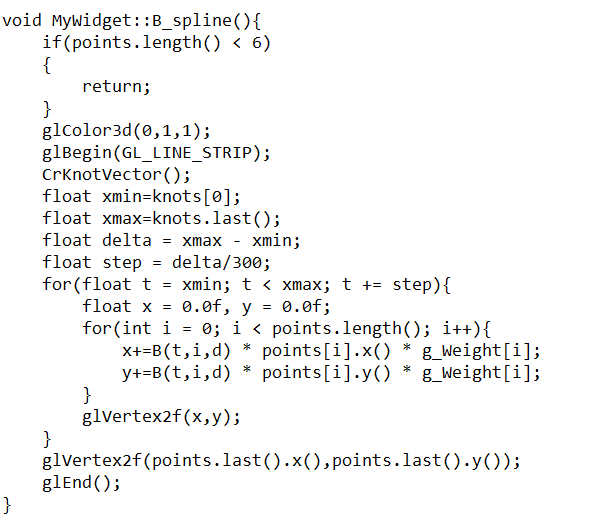 void MyWidget::B_spline(){
    if(points.length() < 6)
    {
        return;
    }
    glColor3d(0,1,1);
    glBegin(GL_LINE_STRIP);
    CrKnotVector();
    float xmin=knots[0];
    float xmax=knots.last();
    float delta = xmax - xmin;
    float step = delta/300;
    for(float t = xmin; t < xmax; t += step){
        float x = 0.0f, y = 0.0f;
        for(int i = 0; i < points.length(); i++){
            x+=B(t,i,d) * points[i].x() * g_Weight[i];
            y+=B(t,i,d) * points[i].y() * g_Weight[i];
        }
        glVertex2f(x,y);
    }
    glVertex2f(points.last().x(),points.last().y());
    glEnd();
}